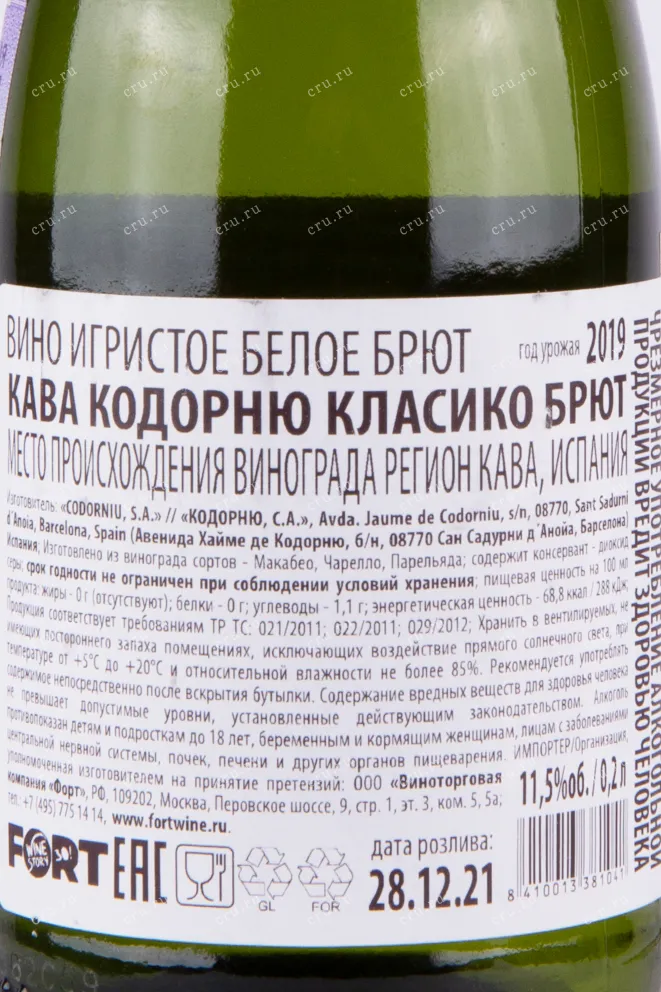 ВИНО ИГРИСТОЕ БЕЛОЕ БРЮТ год урожая 2019
КАВА КОДОРНЮ КЛАСИКО БРЮТ
МЕСТО ПРОИСХОЖДЕНИЯ ВИНОГРАДА РЕГИОН КАВА, ИСПАНИЯ
Изготовитель: «CODORNIU, S.A.» // «КОДОРНЮ, С.А.», Avda. Jaume de Codorniu, s/n, 08770, Sant Sadurni
d´Anoia, Barcelona, Spain (Авенида Хайме де Кодорню, б/н, 08770 Сан Садурни д´Анойа, Барселона)
Испания; Изготовлено из винограда сортов - Макабео, Чарелло, Парельяда; содержит консервант - диоксид
серы; срок годности не ограничен при соблюдении условий хранения; пищевая ценность на 100 мл
продукта: жиры - 0 г (отсутствуют); белки - 0 г; углеводы - 1,1 г; энергетическая ценность - 68,8 ккал / 288 кДж;
Продукция соответствует требованиям ТР ТС: 021/2011; 022/2011; 029/2012; Хранить в вентилируемых, не
имеющих постороннего запаха помещениях, исключающих воздействие прямого солнечного света, при
температуре от +5°С до +20°С и относительной влажности не более 85%. Рекомендуется употреблять
содержимое непосредственно после вскрытия бутылки. Содержание вредных веществ для здоровья человека
не превышает допустимые уровни, установленные действующим законодательством. Алкоголь
противопоказан детям и подросткам до 18 лет, беременным и кормящим женщинам, лицам с заболеваниями
центральной нервной системы, почек, печени и других органов пищеварения. ИМПОРТЕР/Организация,
уполномоченная изготовителем на принятие претензий: ООО «Виноторговая
компания «Форт», РФ, 109202, Москва, Перовское шоссе, 9, стр. 1, эт. 3, ком. 5, 5а;
тел.: +7 (495) 775 14 14, www.fortwine.ru.
11,5%об./0,2л
FORT WINE STORY 30! EAC
GL
FOR
дата розлива:
28.12.21
8 410013 381041
ЧРЕЗМЕРНОЕ УПОТРЕБЛЕНИЕ АЛКОГОЛЬНОЙ
ПРОДУКЦИИ ВРЕДИТ ЗДОРОВЬЮ ЧЕЛОВЕКА
cru.ru